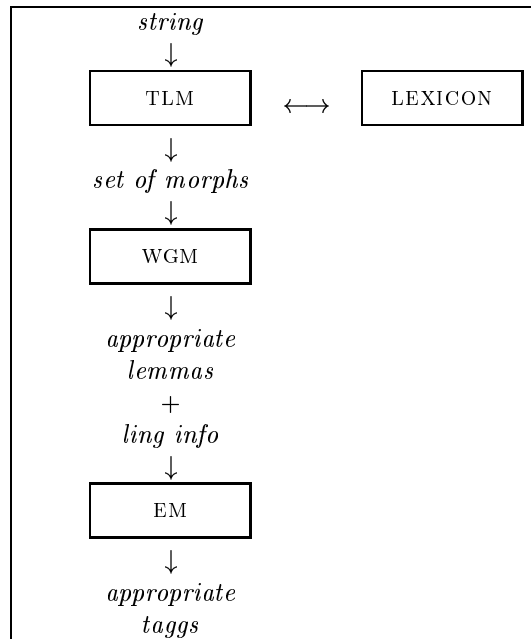 string
↓
TLM ⟷ LEXICON
↓
set of morphs
↓
WGM
↓
appropriate
lemmas
+
ling info
↓
EM
↓
appropriate
taggs